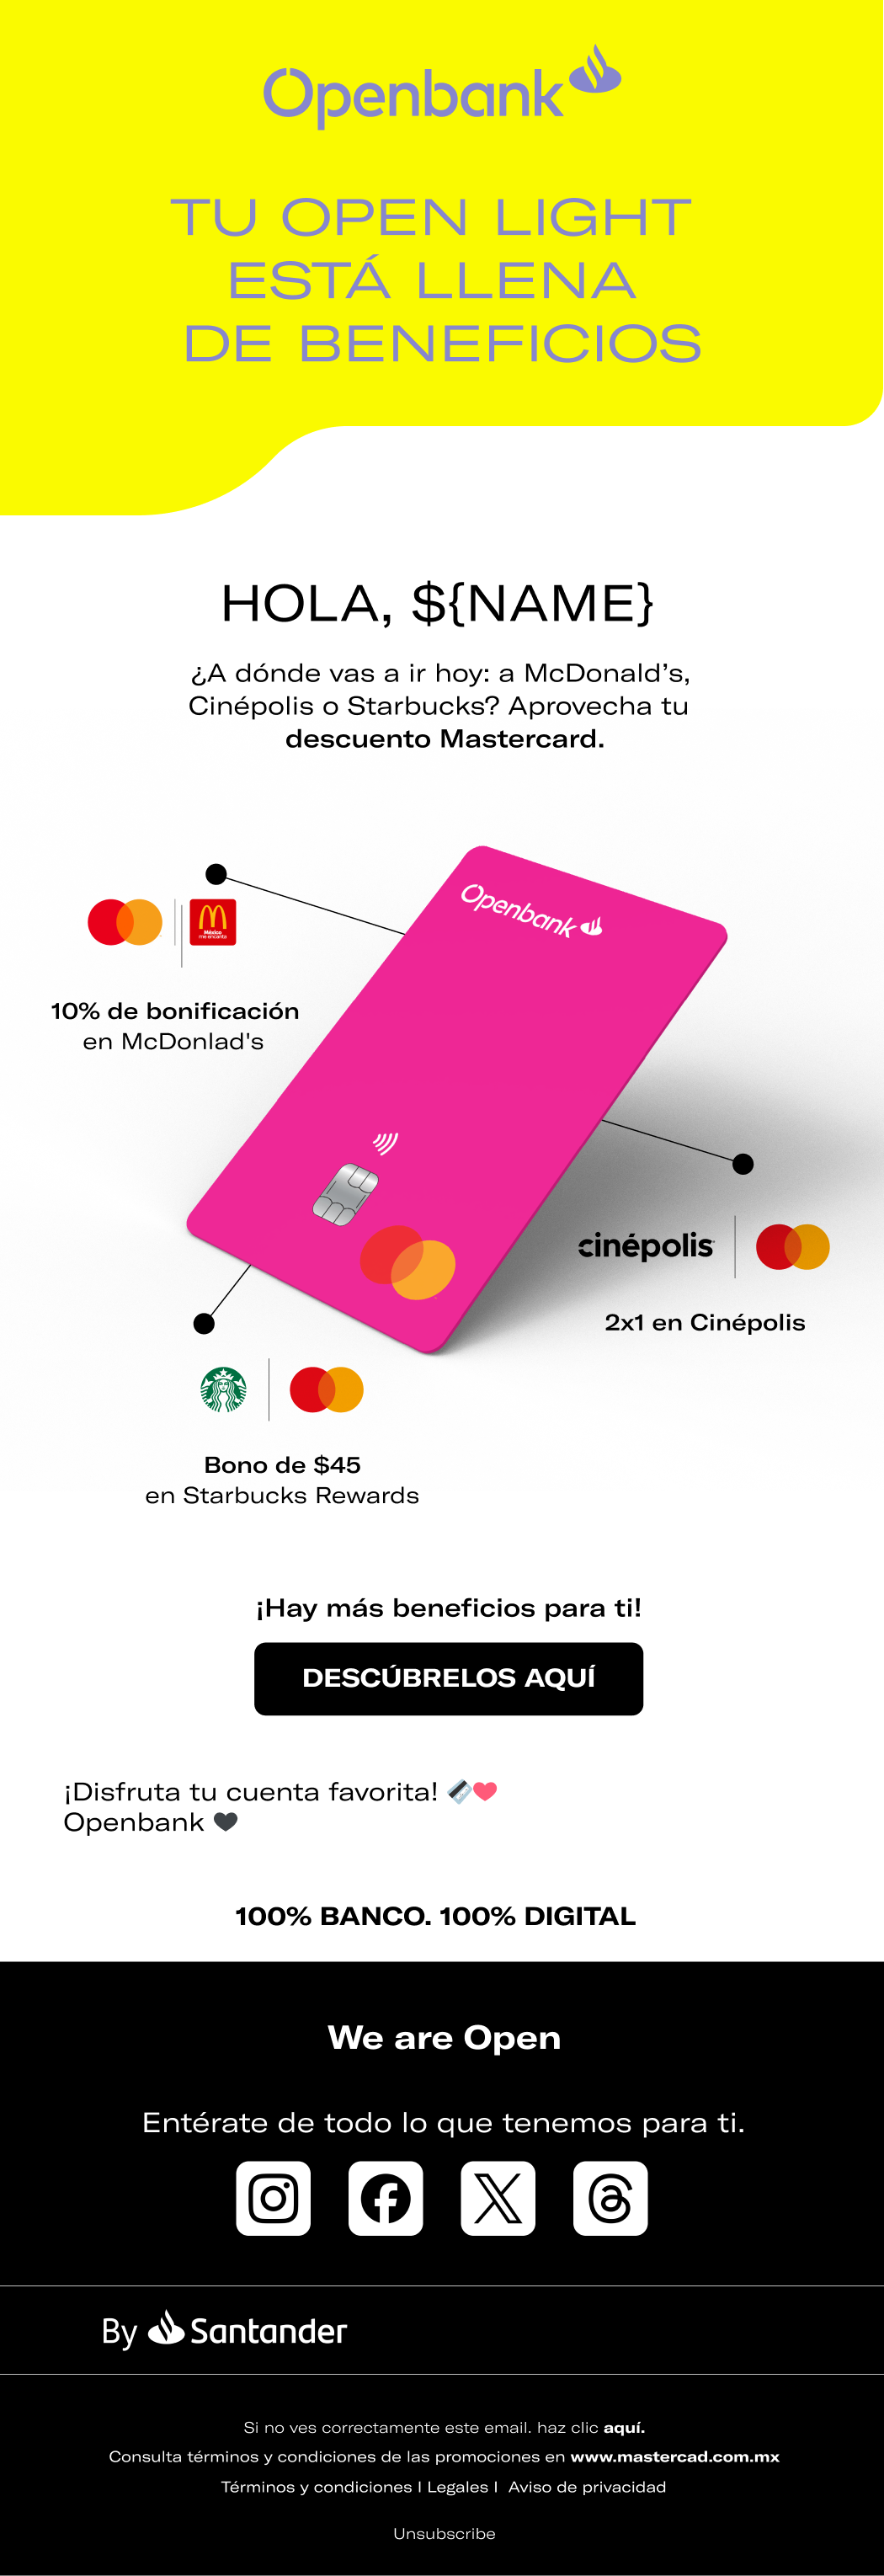 Openbank
TU OPEN LIGHT
ESTÁ LLENA
DE BENEFICIOS
HOLA, ${NAME}
¿A dónde vas a ir hoy: a McDonald’s,
Cinépolis o Starbucks? Aprovecha tu
descuento Mastercard.
Openbank
México
me encanta
10% de bonificación
en McDonlad's
cinépolis
2x1 en Cinépolis
Bono de $45
en Starbucks Rewards
¡Hay más beneficios para ti!
DESCÚBRELOS AQUÍ
¡Disfruta tu cuenta favorita! 💳❤
Openbank 🖤
100% BANCO. 100% DIGITAL
We are Open
Entérate de todo lo que tenemos para ti.
By Santander
Si no ves correctamente este email. haz clic aquí.
Consulta términos y condiciones de las promociones en www.mastercad.com.mx
Términos y condiciones I Legales I Aviso de privacidad
Unsubscribe